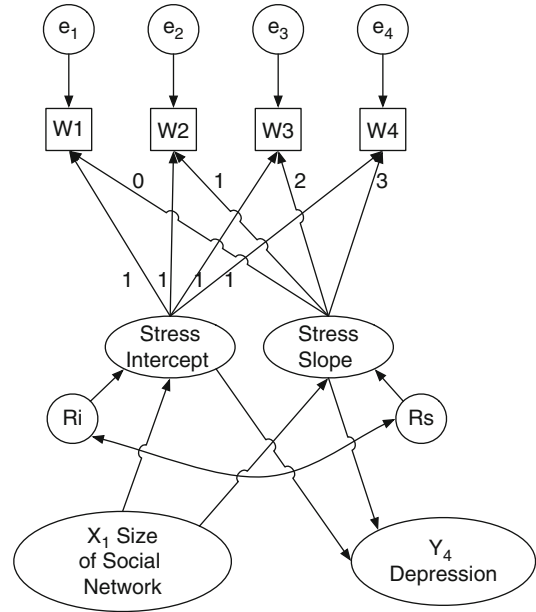 e₁ e₂ e₃ e₄
W1 W2 W3 W4
0 1 2 3
1 1 1 1
Stress
Intercept
Stress
Slope
Ri
Rs
X₁ Size
of Social
Network
Y₄
Depression